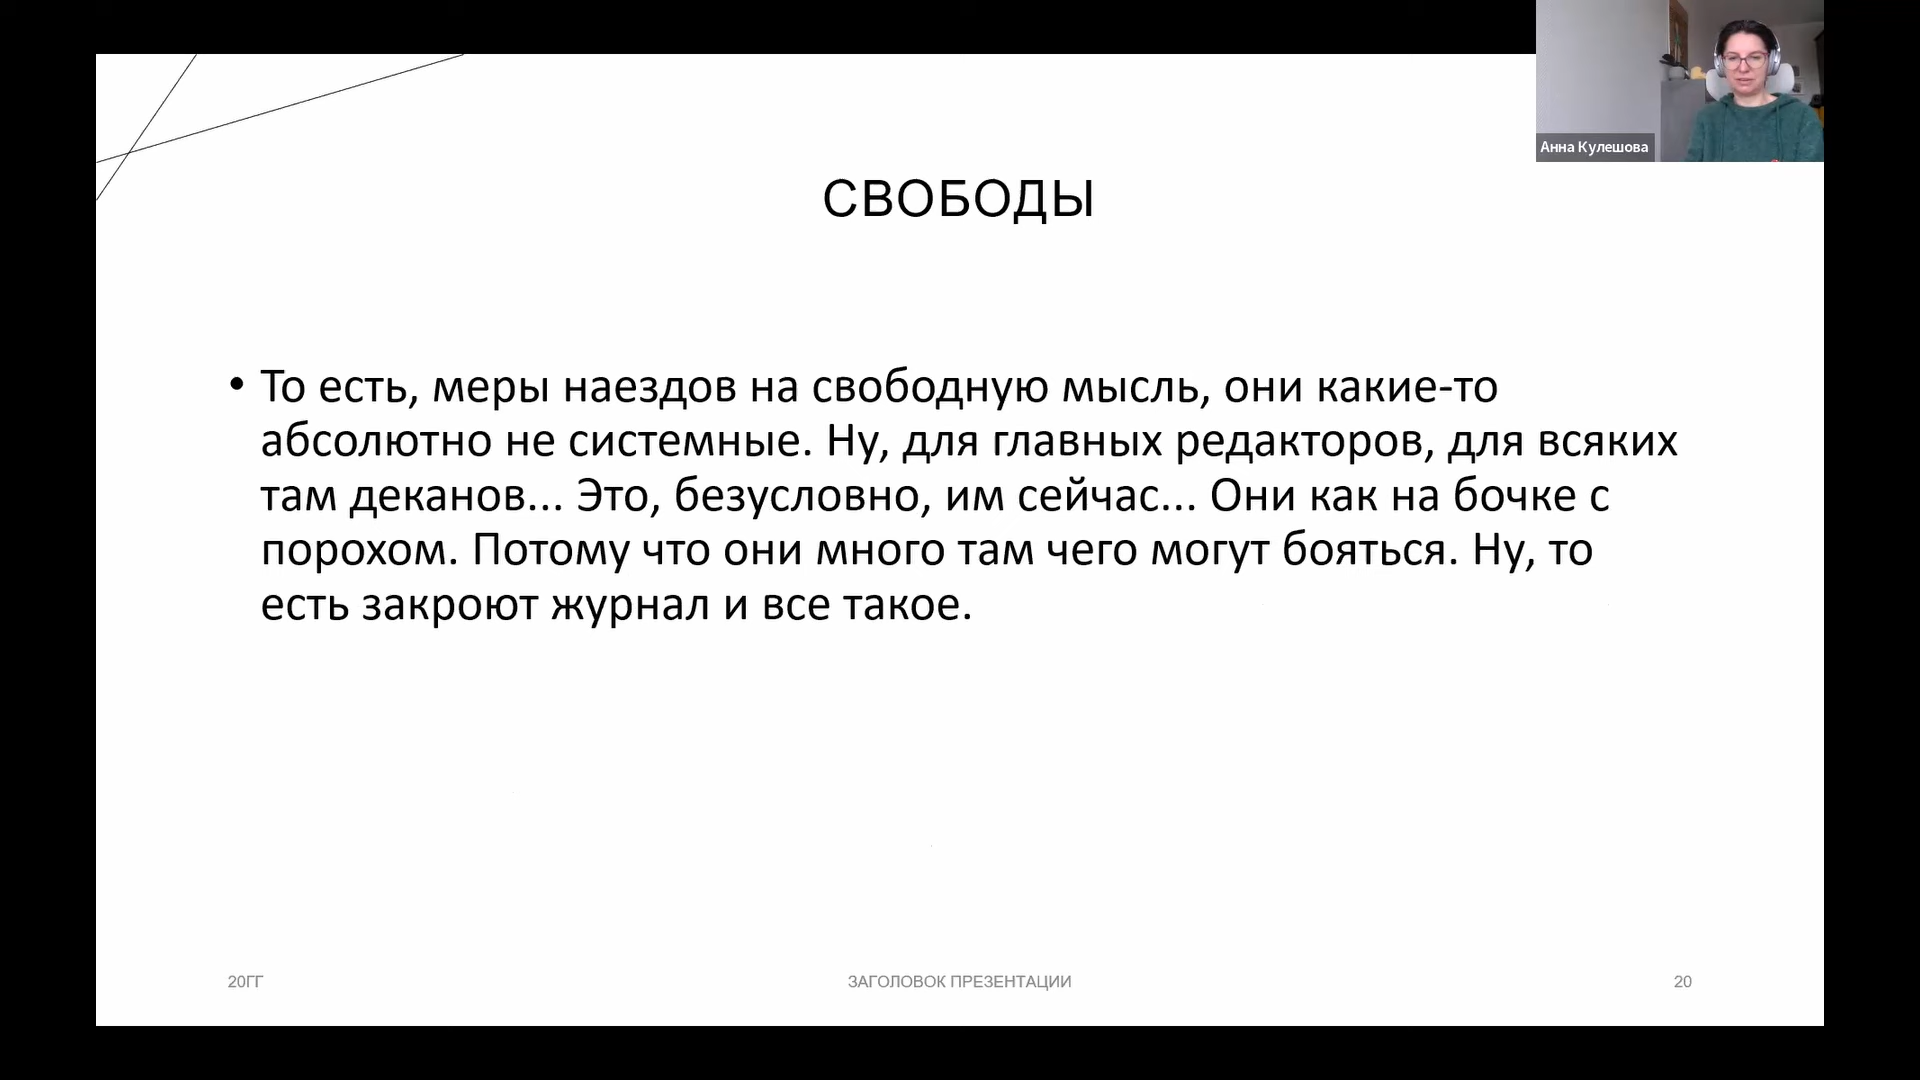 Анна Кулешова
СВОБОДЫ
• То есть, меры наездов на свободную мысль, они какие-то
абсолютно не системные. Ну, для главных редакторов, для всяких
там деканов... Это, безусловно, им сейчас... Они как на бочке с
порохом. Потому что они много там чего могут бояться. Ну, то
есть закроют журнал и все такое.
20ГГ
ЗАГОЛОВОК ПРЕЗЕНТАЦИИ
20